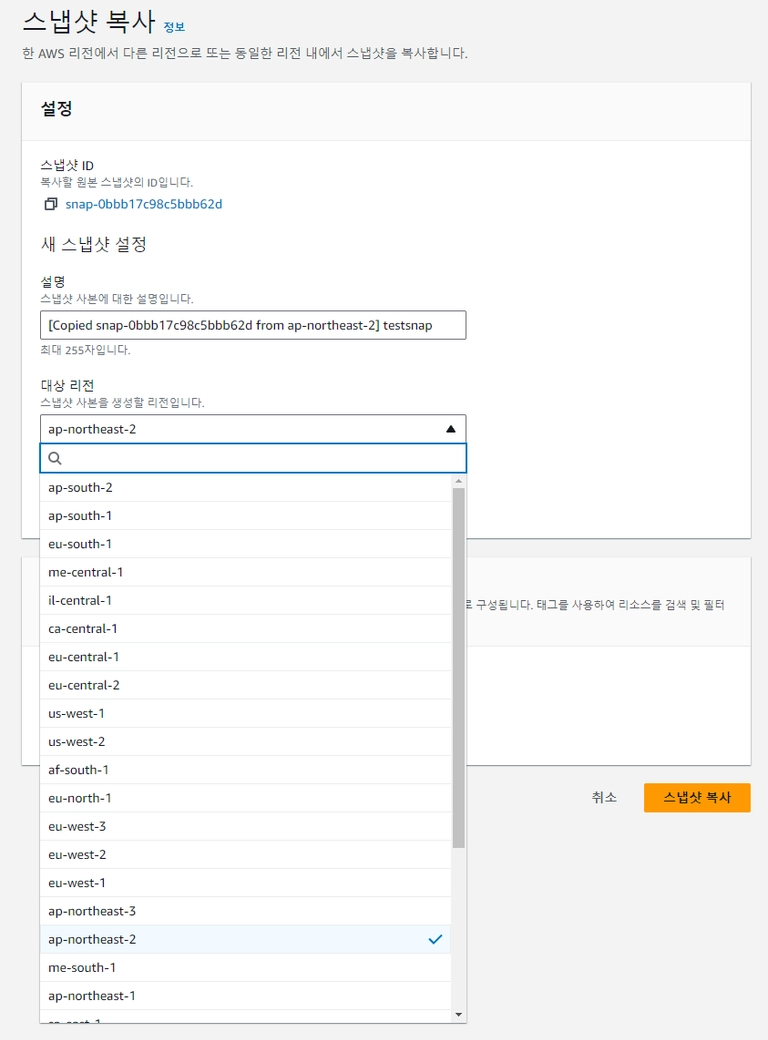 스냅샷 복사 정보
한 AWS 리전에서 다른 리전으로 또는 동일한 리전 내에서 스냅샷을 복사합니다.
설정
스냅샷 ID
복사할 원본 스냅샷의 ID입니다.
snap-0bbb17c98c5bbb62d
새 스냅샷 설정
설명
스냅샷 사본에 대한 설명입니다.
[Copied snap-0bbb17c98c5bbb62d from ap-northeast-2] testsnap
최대 255자입니다.
대상 리전
스냅샷 사본을 생성할 리전입니다.
ap-northeast-2
ap-south-2
ap-south-1
eu-south-1
me-central-1
il-central-1
ca-central-1
로 구성됩니다. 태그를 사용하여 리소스를 검색 및 필터
eu-central-1
eu-central-2
us-west-1
us-west-2
af-south-1
eu-north-1
취소
스냅샷 복사
eu-west-3
eu-west-2
eu-west-1
ap-northeast-3
ap-northeast-2
me-south-1
ap-northeast-1